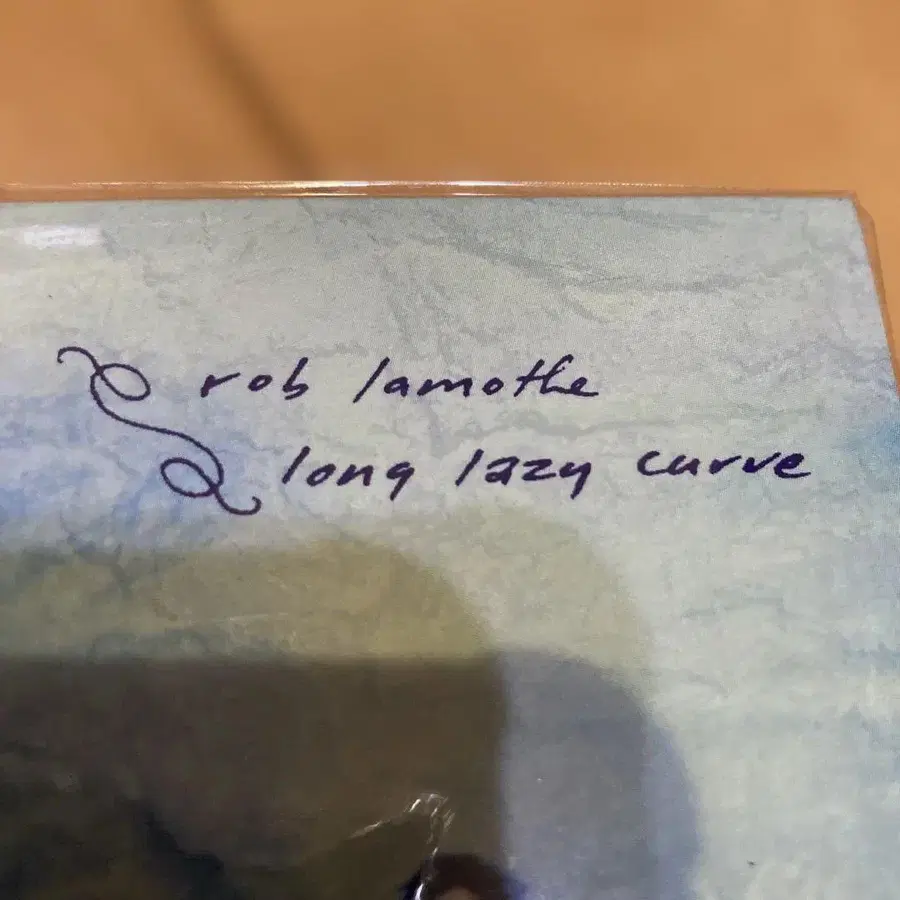 rob lamothe
long lazy curve